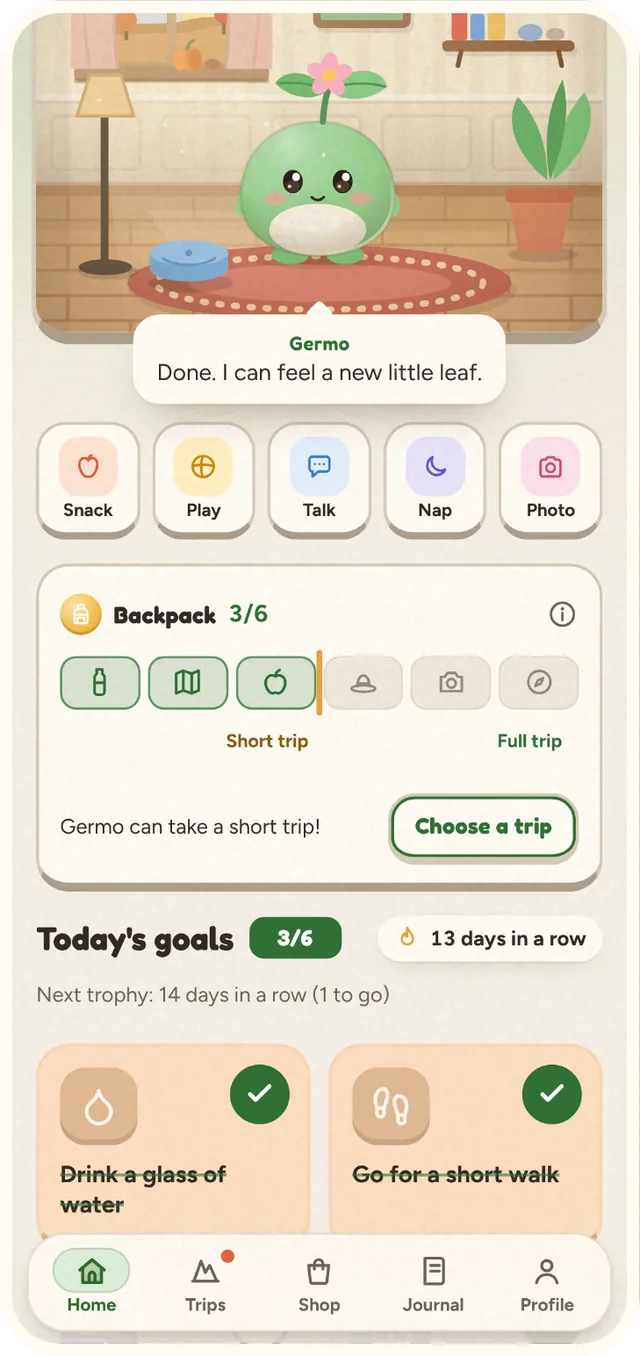 Germo
Done. I can feel a new little leaf.
Snack
Play
Talk
Nap
Photo
Backpack 3/6
Short trip
Full trip
Germo can take a short trip!
Choose a trip
Today's goals
3/6
13 days in a row
Next trophy: 14 days in a row (1 to go)
Drink a glass of
water
Go for a short walk
Home
Trips
Shop
Journal
Profile